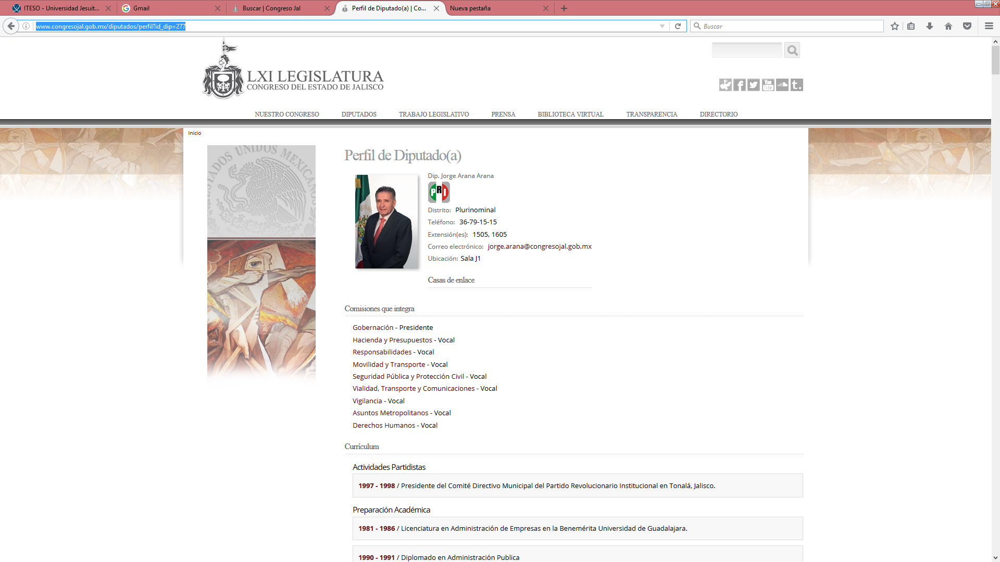 ITESO - Universidad Jesuit...
Gmail
Buscar | Congreso Jal
Perfil de Diputado(a) | Co...
Nueva pestaña
www.congresojal.gob.mx/diputados/perfil?id_dip=277
Buscar
LXI LEGISLATURA
CONGRESO DEL ESTADO DE JALISCO
You
Tube
NUESTRO CONGRESO
DIPUTADOS
TRABAJO LEGISLATIVO
PRENSA
BIBLIOTECA VIRTUAL
TRANSPARENCIA
DIRECTORIO
Inicio
ESTADOS UNIDOS MEXICANOS
Perfil de Diputado(a)
Dip. Jorge Arana Arana
PRI
Distrito: Plurinominal
Teléfono: 36-79-15-15
Extensión(es): 1505, 1605
Correo electrónico: jorge.arana@congresojal.gob.mx
Ubicación: Sala J1
Casas de enlace
Comisiones que integra
Gobernación - Presidente
Hacienda y Presupuestos - Vocal
Responsabilidades - Vocal
Movilidad y Transporte - Vocal
Seguridad Pública y Protección Civil - Vocal
Vialidad, Transporte y Comunicaciones - Vocal
Vigilancia - Vocal
Asuntos Metropolitanos - Vocal
Derechos Humanos - Vocal
Currículum
Actividades Partidistas
1997 - 1998 / Presidente del Comité Directivo Municipal del Partido Revolucionario Institucional en Tonalá, Jalisco.
Preparación Académica
1981 - 1986 / Licenciatura en Administración de Empresas en la Benemérita Universidad de Guadalajara.
1990 - 1991 / Diplomado en Administración Publica